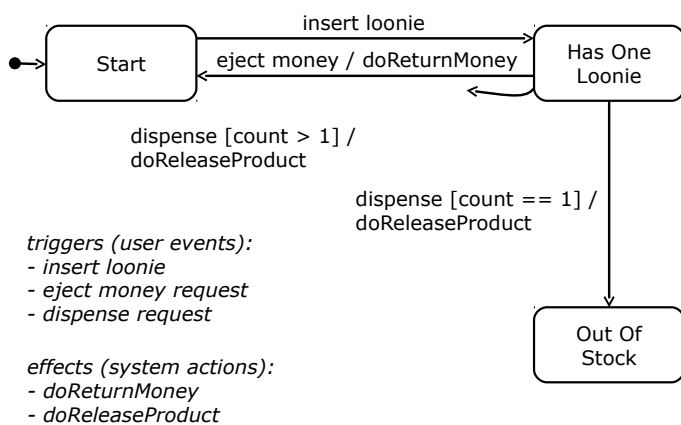 insert loonie
Start
eject money / doReturnMoney
Has One
Loonie
dispense [count > 1] /
doReleaseProduct
dispense [count == 1] /
doReleaseProduct
triggers (user events):
- insert loonie
- eject money request
- dispense request
Out Of
Stock
effects (system actions):
- doReturnMoney
- doReleaseProduct